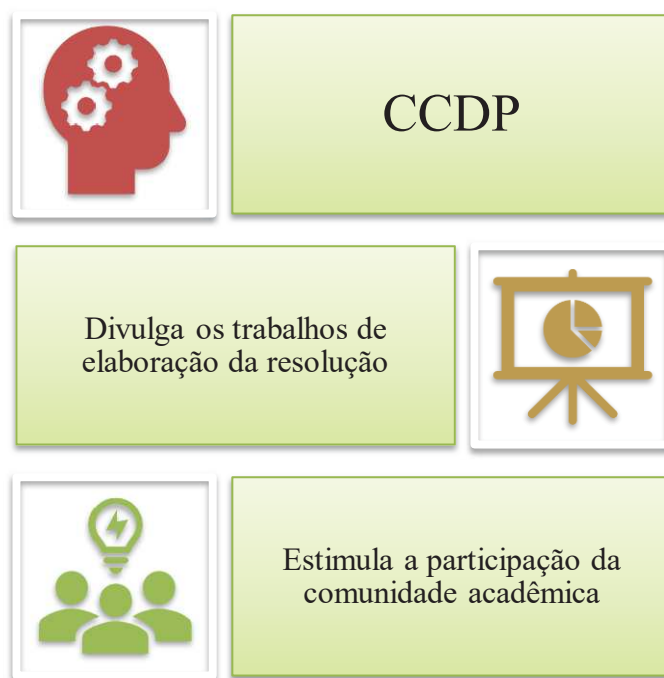 CCDP
Divulga os trabalhos de
elaboração da resolução
Estimula a participação da
comunidade acadêmica